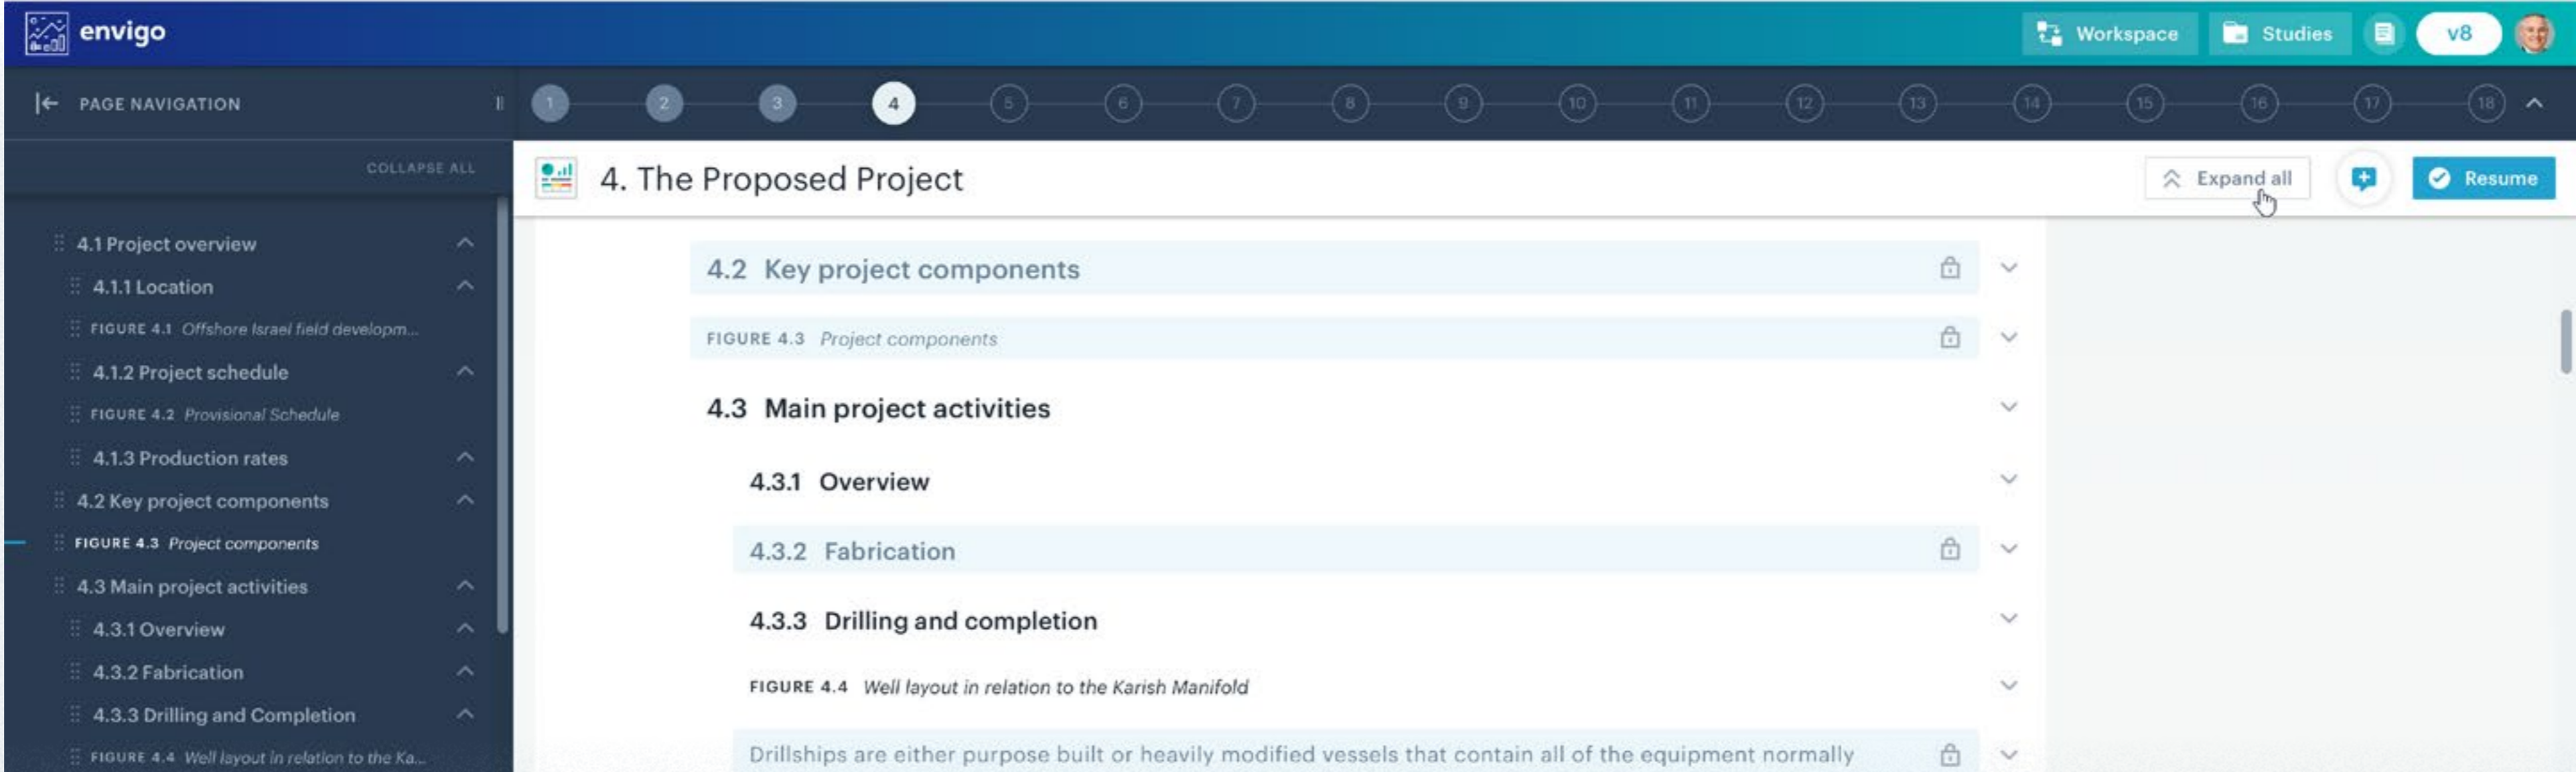 envigo
Workspace
Studies
v8
PAGE NAVIGATION
1 2 3 4 5 6 7 8 9 10 11 12 13 14 15 16 17 18
COLLAPSE ALL
4. The Proposed Project
Expand all
Resume
4.1 Project overview
4.1.1 Location
FIGURE 4.1 Offshore Israel field developm...
4.1.2 Project schedule
FIGURE 4.2 Provisional Schedule
4.1.3 Production rates
4.2 Key project components
FIGURE 4.3 Project components
4.3 Main project activities
4.3.1 Overview
4.3.2 Fabrication
4.3.3 Drilling and Completion
FIGURE 4.4 Well layout in relation to the Ka...
4.2 Key project components
FIGURE 4.3 Project components
4.3 Main project activities
4.3.1 Overview
4.3.2 Fabrication
4.3.3 Drilling and completion
FIGURE 4.4 Well layout in relation to the Karish Manifold
Drillships are either purpose built or heavily modified vessels that contain all of the equipment normally